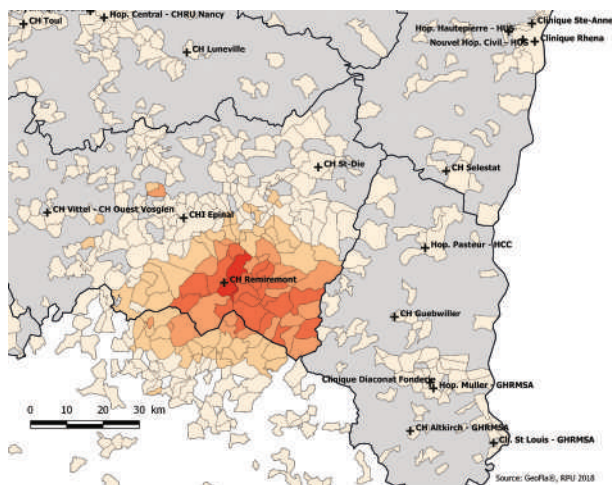 Hop. Central - CHRU Nancy
CH Toul
Clinique Ste-Anne
Hop. Hautepierre - HUS
Nouvel Hop. Civil - HUS
Clinique Rhena
CH Luneville
CH St-Die
CH Selestat
CH Vittel - CH Ouest Vosgien
CHI Epinal
Hop. Pasteur - HCC
CH Remiremont
CH Guebwiller
Clinique Diaconat Fonderie
Hop. Muller - GHRMSA
0 10 20 30 km
CH Altkirch - GHRMSA
Cli. St Louis - GHRMSA
Source: GeoFla®, RPU 2018